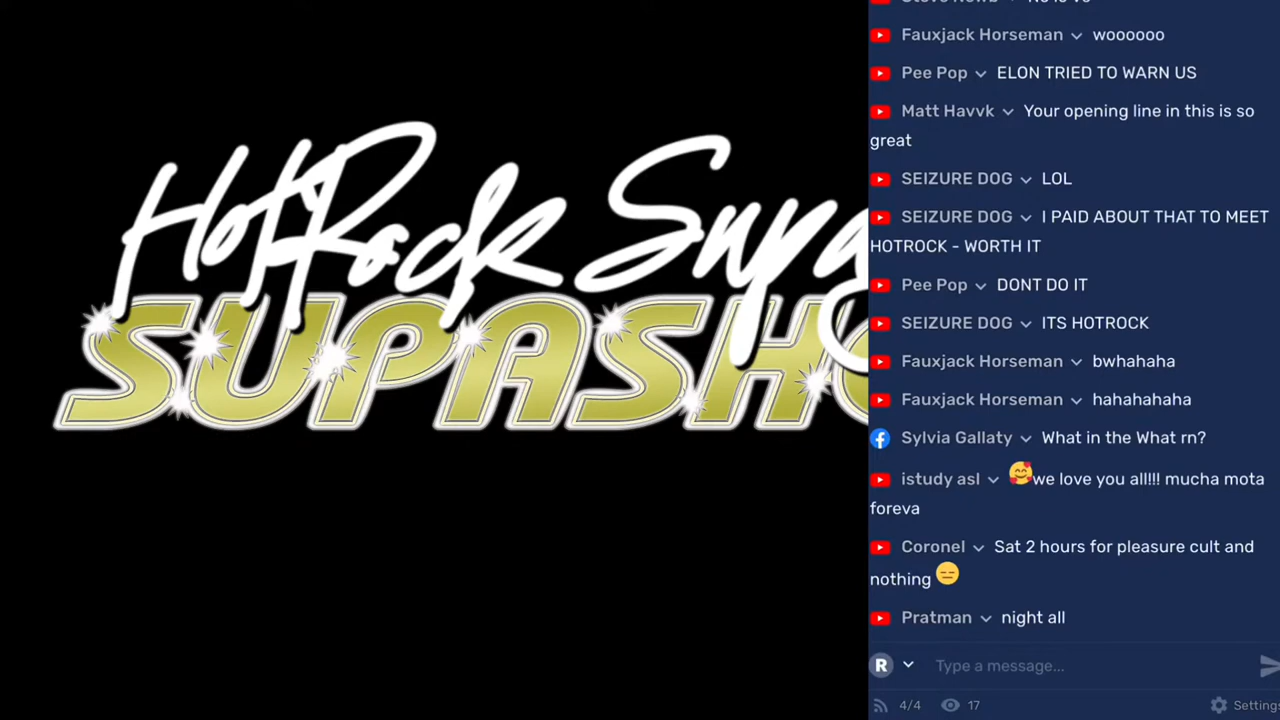 HotRock Supa
SUPASH
Fauxjack Horseman woooooo
Pee Pop ELON TRIED TO WARN US
Matt Havvk Your opening line in this is so
great
SEIZURE DOG LOL
SEIZURE DOG I PAID ABOUT THAT TO MEET
HOTROCK - WORTH IT
Pee Pop DONT DO IT
SEIZURE DOG ITS HOTROCK
Fauxjack Horseman bwhahaha
Fauxjack Horseman hahahahaha
Sylvia Gallaty What in the What rn?
istudy asl 🥰we love you all!!! mucha mota
foreva
Coronel Sat 2 hours for pleasure cult and
nothing 😑
Pratman night all
R Type a message...
4/4 17 Settings